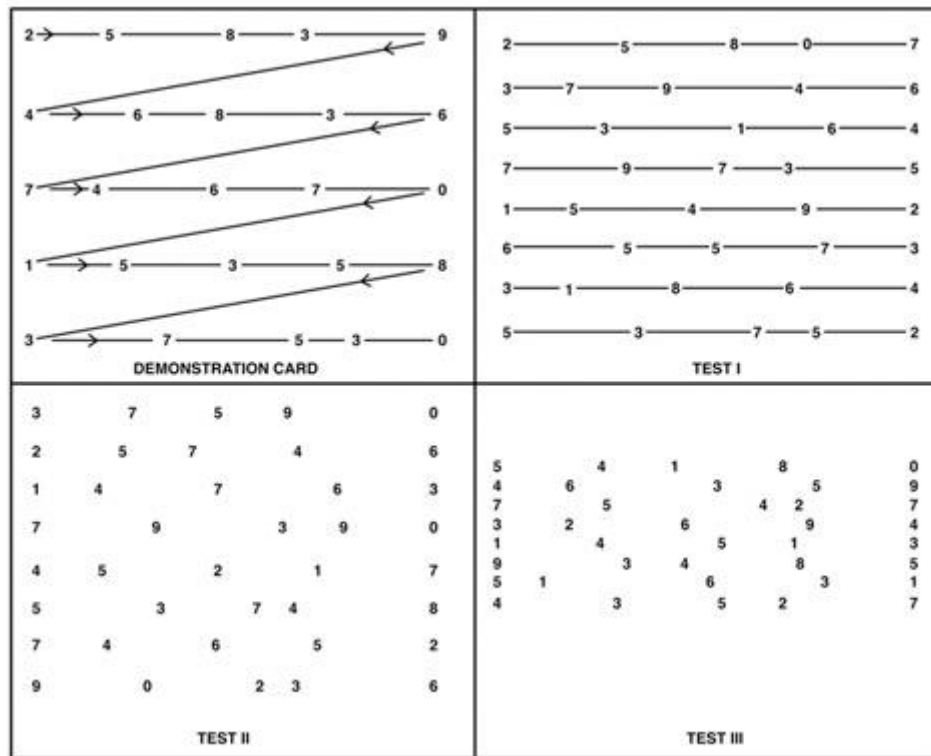 2 5 8 3 9
4 6 8 3 6
7 4 6 7 0
1 5 3 5 8
3 7 5 3 0
DEMONSTRATION CARD
2 5 8 0 7
3 7 9 4 6
5 3 1 6 4
7 9 7 3 5
1 5 4 9 2
6 5 5 7 3
3 1 8 6 4
5 3 7 5 2
TEST I
3 7 5 9 0
2 5 7 4 6
1 4 7 6 3
7 9 3 9 0
4 5 2 1 7
5 3 7 4 8
7 4 6 5 2
9 0 2 3 6
TEST II
5 4 1 8 0
4 6 3 5 9
7 5 4 2 7
3 2 6 9 4
1 4 5 1 3
9 3 4 8 5
5 1 6 3 1
4 3 5 2 7
TEST III